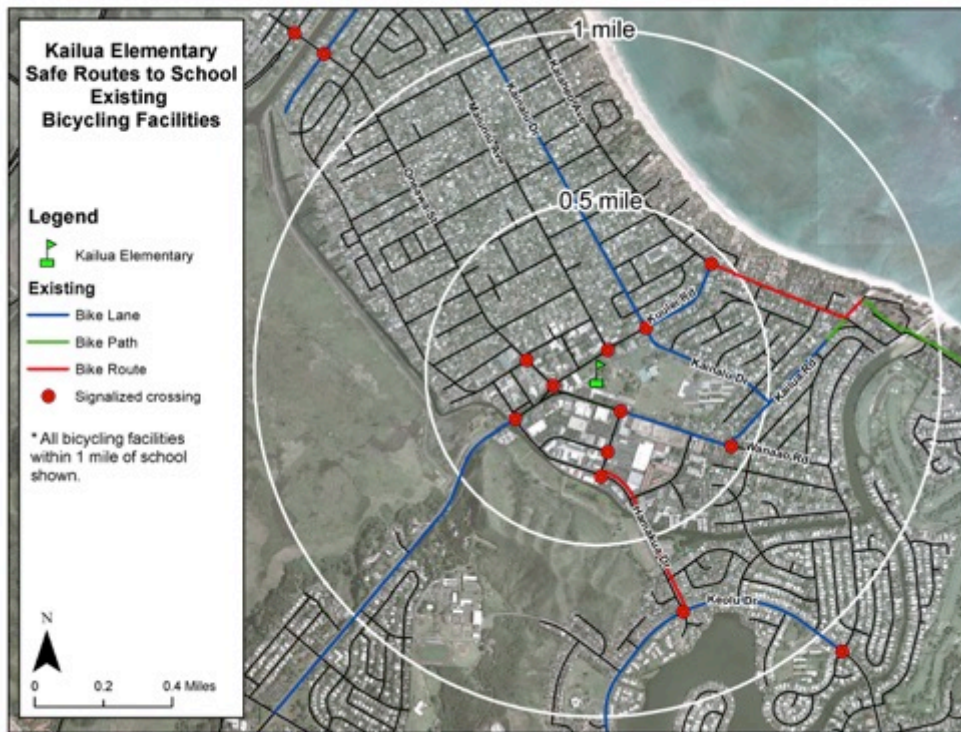 Kailua Elementary
Safe Routes to School
Existing
Bicycling Facilities
Legend
Kailua Elementary
Existing
Bike Lane
Bike Path
Bike Route
Signalized crossing
* All bicycling facilities
within 1 mile of school
shown.
N
0 0.2 0.4 Miles
1 mile
0.5 mile
Kainalu Dr
Kuulei Rd
Kainalu Dr
Kailua Rd
Wanaao Rd
Hamakua Dr
Keolu Dr